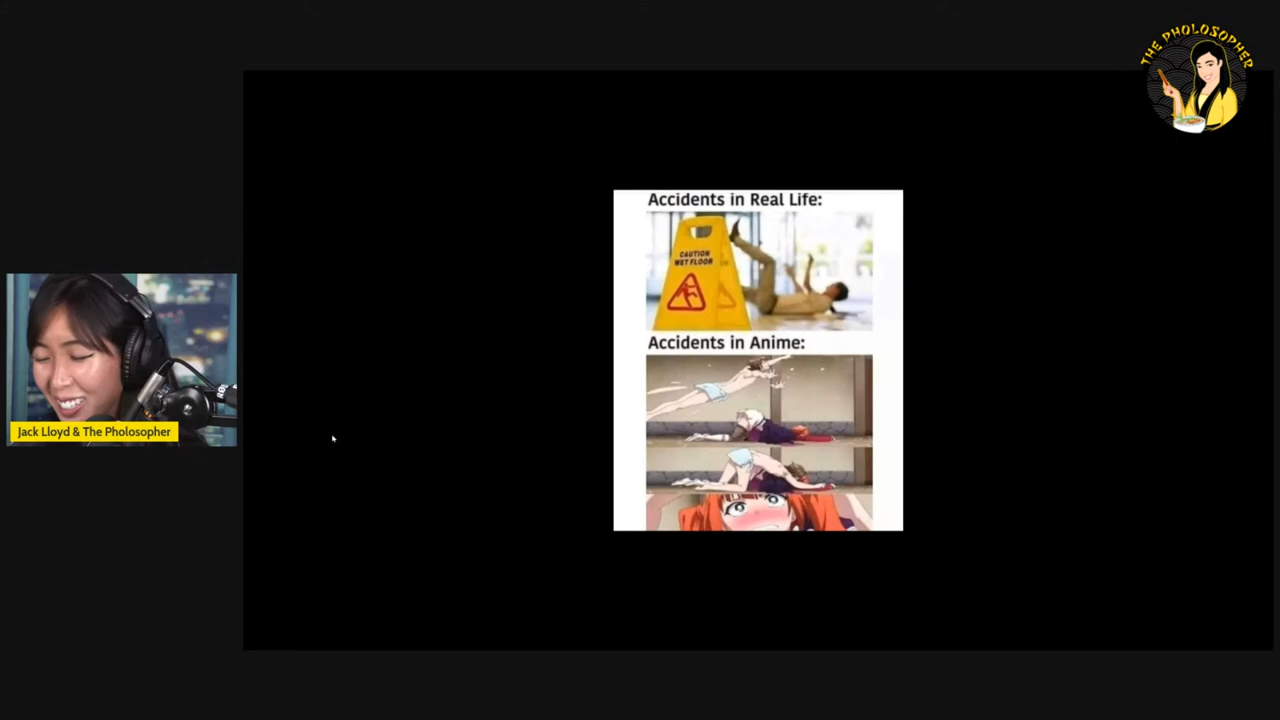 THE PHOLOSOPHER
Accidents in Real Life:
CAUTION
WET FLOOR
Accidents in Anime:
Jack Lloyd & The Pholosopher